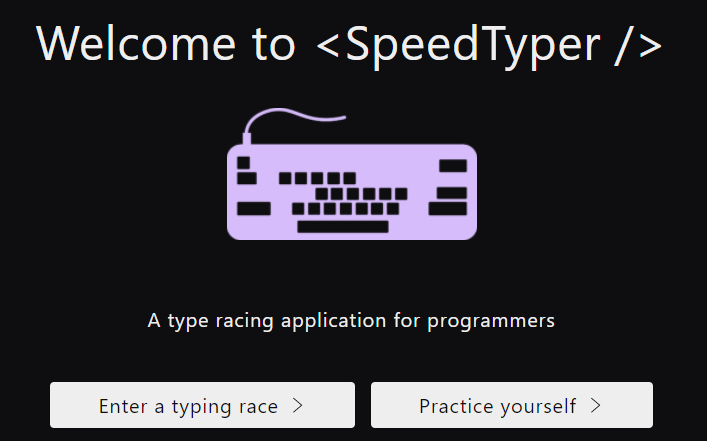 Welcome to <SpeedTyper />
A type racing application for programmers
Enter a typing race >
Practice yourself >